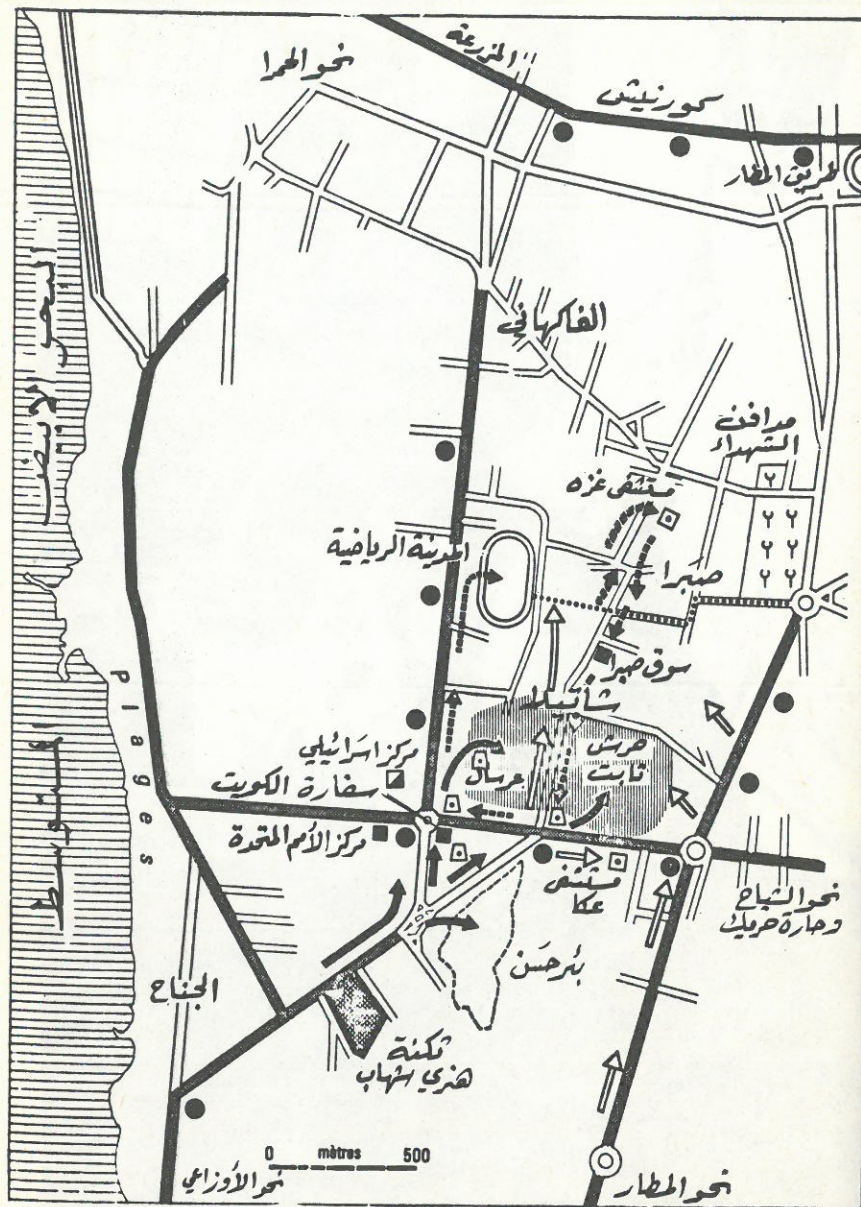 المزرعة
كورنيش
نحو الحمرا
طريق المطار
البحر الأبيض
المتوسط
Plages
الفاكهاني
مدافن
الشهداء
مستشفى غزه
المدينة الرياضية
صبرا
سوق صبرا
شاتيلا
حرش
ثابت
عرسال
مركز اسرائيلي
سفارة الكويت
مركز الأمم المتحدة
مستشفى
عكا
نحو الشياح
وحارة حريك
بئر حسن
الجناح
ثكنة
هنري شهاب
0 mètres 500
نحو الأوزاعي
نحو المطار